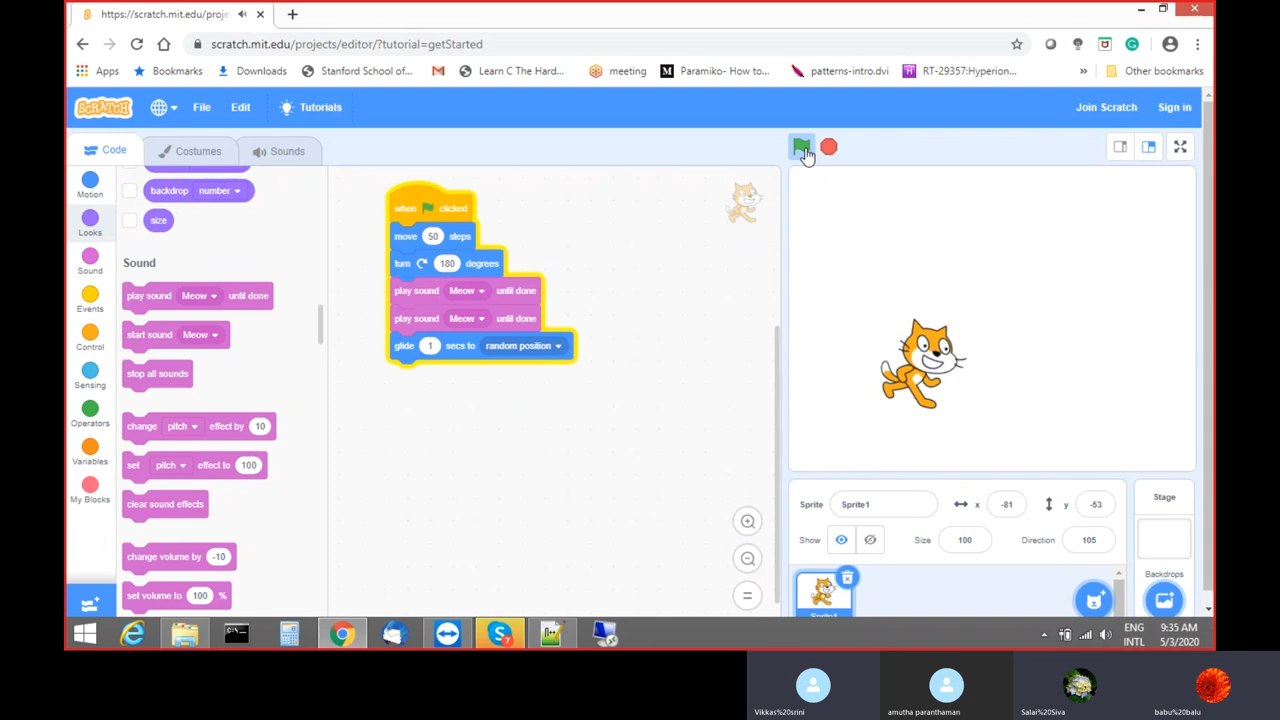 https://scratch.mit.edu/proje
scratch.mit.edu/projects/editor/?tutorial=getStarted
Apps Bookmarks Downloads Stanford School of... Learn C The Hard... meeting Paramiko- How to... patterns-intro.dvi RT-29357:Hyperion... » Other bookmarks
SCRATCH File Edit Tutorials Join Scratch Sign in
Code Costumes Sounds
Motion
Looks
Sound
Events
Control
Sensing
Operators
Variables
My Blocks
backdrop number
size
Sound
play sound Meow until done
start sound Meow
stop all sounds
change pitch effect by 10
set pitch effect to 100
clear sound effects
change volume by -10
set volume to 100 %
when clicked
move 50 steps
turn 180 degrees
play sound Meow until done
play sound Meow until done
glide 1 secs to random position
Sprite Sprite1 x -81 y -53
Show Size 100 Direction 105
Sprite1
Stage
Backdrops
ENG
INTL
9:35 AM
5/3/2020
Vikkas%20srini amutha paranthaman Salai%20Siva babu%20balu